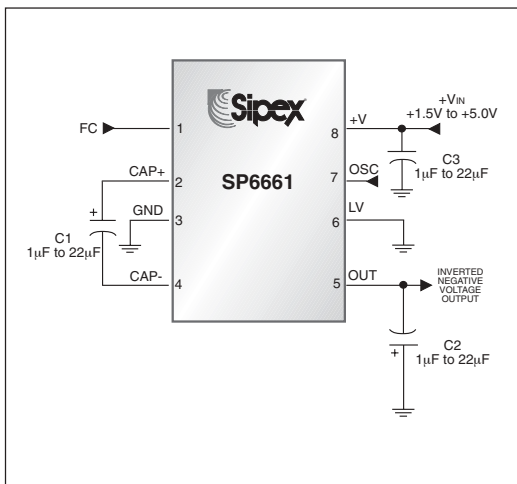 Sipex
SP6661
FC
1
CAP+
2
GND
3
CAP-
4
+
C1
1µF to 22µF
+VIN
+1.5V to +5.0V
+V
8
C3
1µF to 22µF
OSC
7
LV
6
OUT
5
INVERTED
NEGATIVE
VOLTAGE
OUTPUT
+
C2
1µF to 22µF